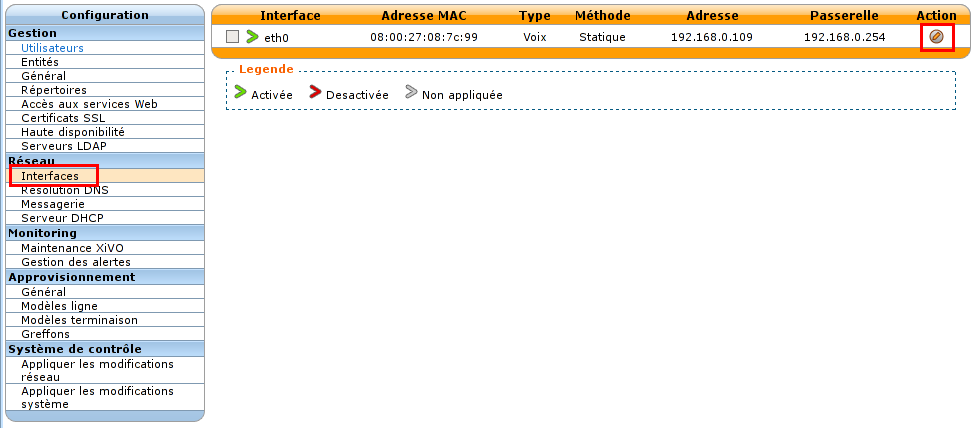 Configuration
Gestion
Utilisateurs
Entités
Général
Répertoires
Accès aux services Web
Certificats SSL
Haute disponibilité
Serveurs LDAP
Réseau
Interfaces
Résolution DNS
Messagerie
Serveur DHCP
Monitoring
Maintenance XiVO
Gestion des alertes
Approvisionnement
Général
Modèles ligne
Modèles terminaison
Greffons
Système de contrôle
Appliquer les modifications
réseau
Appliquer les modifications
système
Interface Adresse MAC Type Méthode Adresse Passerelle Action
eth0 08:00:27:08:7c:99 Voix Statique 192.168.0.109 192.168.0.254
Legende
Activée Desactivée Non appliquée